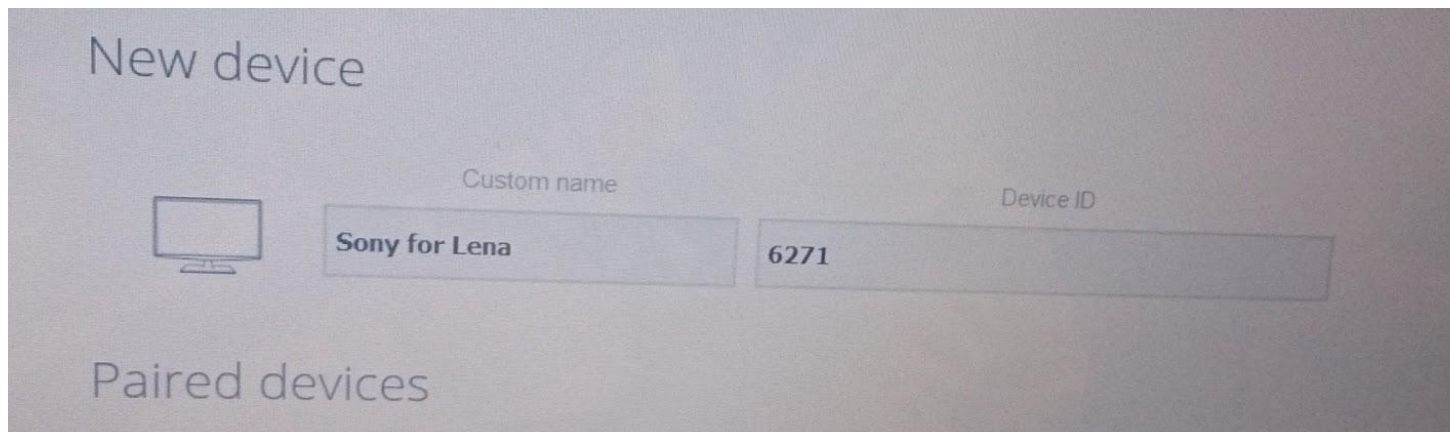 New device
Custom name
Device ID
Sony for Lena
6271
Paired devices